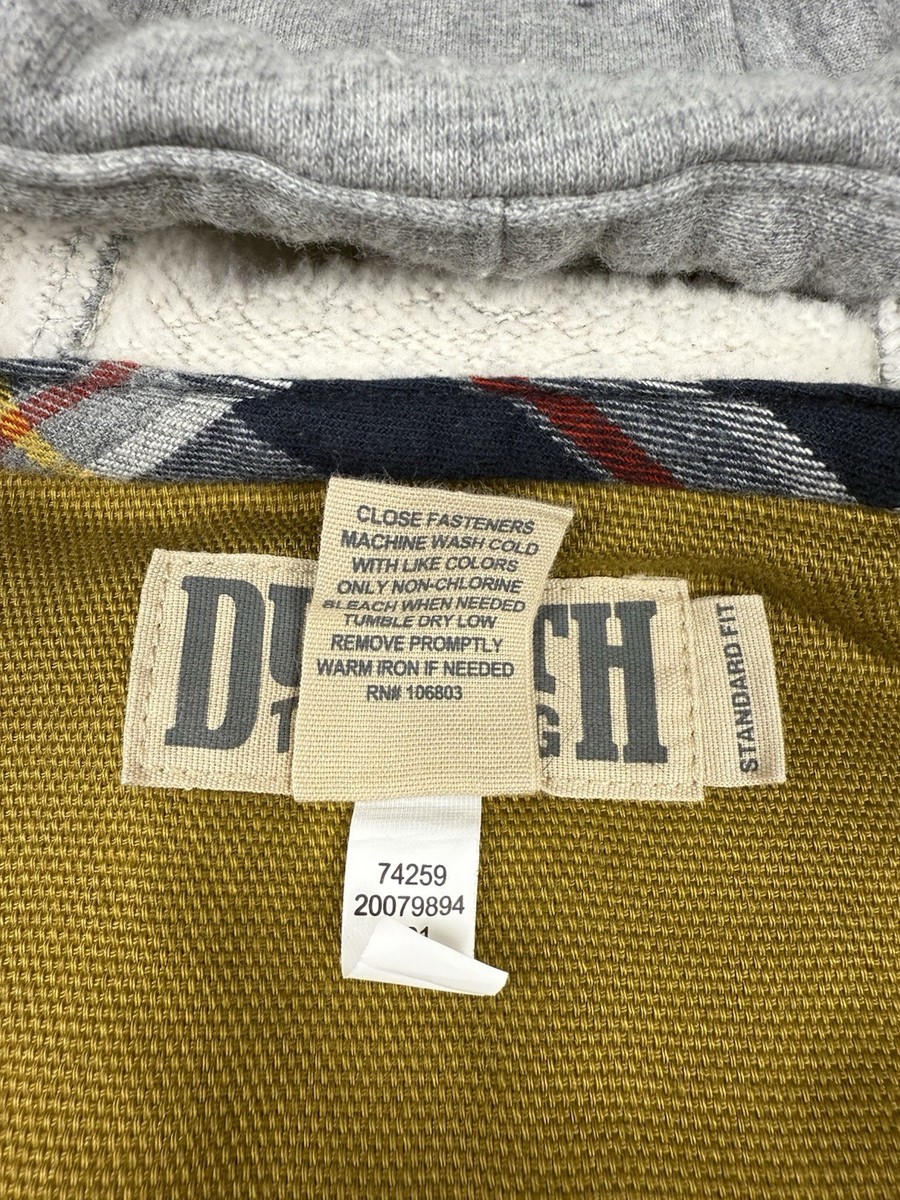 CLOSE FASTENERS
MACHINE WASH COLD
WITH LIKE COLORS
ONLY NON-CHLORINE
BLEACH WHEN NEEDED
TUMBLE DRY LOW
REMOVE PROMPTLY
WARM IRON IF NEEDED
RN# 106803
STANDARD FIT
74259
20079894